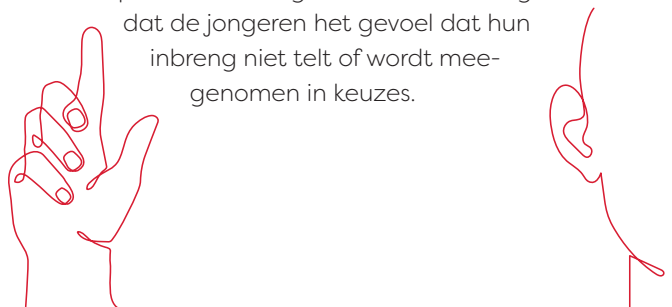 dat de jongeren het gevoel dat hun
inbreng niet telt of wordt mee-
genomen in keuzes.